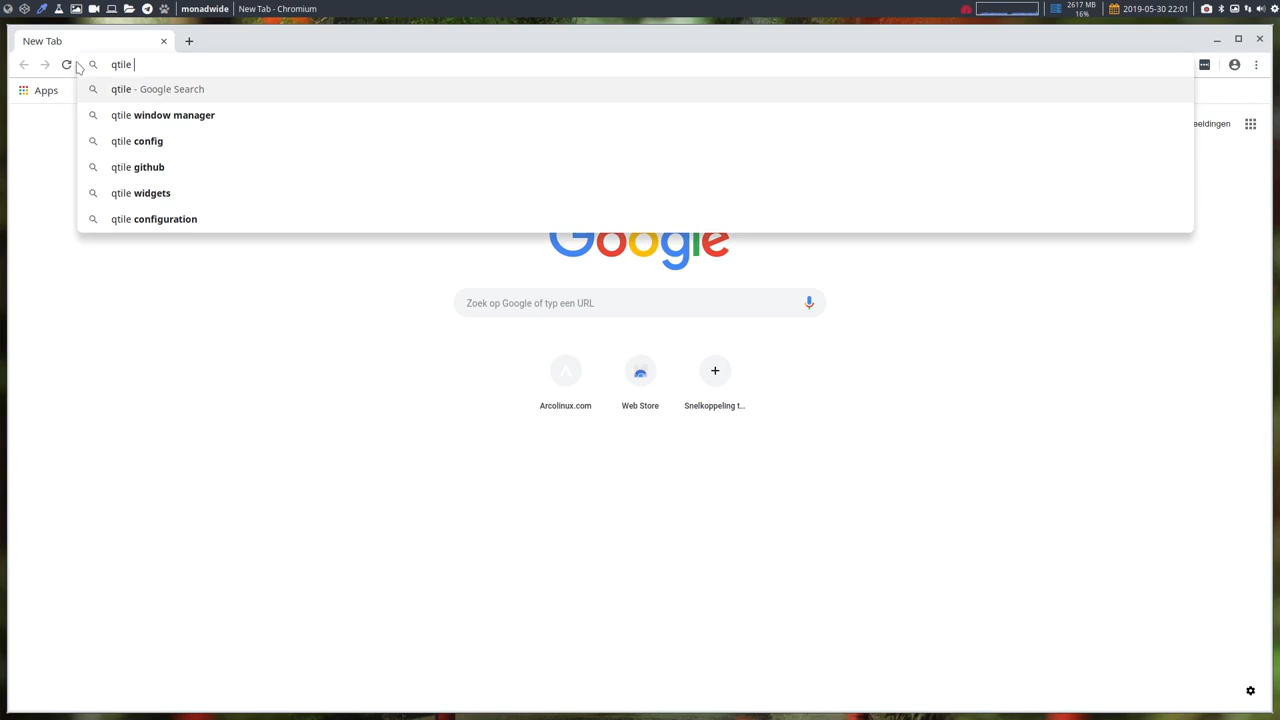 monadwide New Tab - Chromium 2617 MB 16% 2019-05-30 22:01
New Tab
qtile
qtile - Google Search
Apps
qtile window manager
eeldingen
qtile config
qtile github
qtile widgets
qtile configuration
Google
Zoek op Google of typ een URL
Arcolinux.com Web Store Snelkoppeling t...